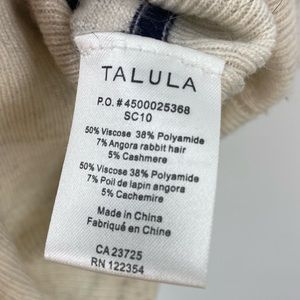 TALULA
P.O. #4500025368
SC10
50% Viscose 38% Polyamide
7% Angora rabbit hair
5% Cashmere
50% Viscose 38% Polyamide
7% Poil de lapin angora
5% Cachemire
Made in China
Fabriqué en Chine
CA 23725
RN 122354